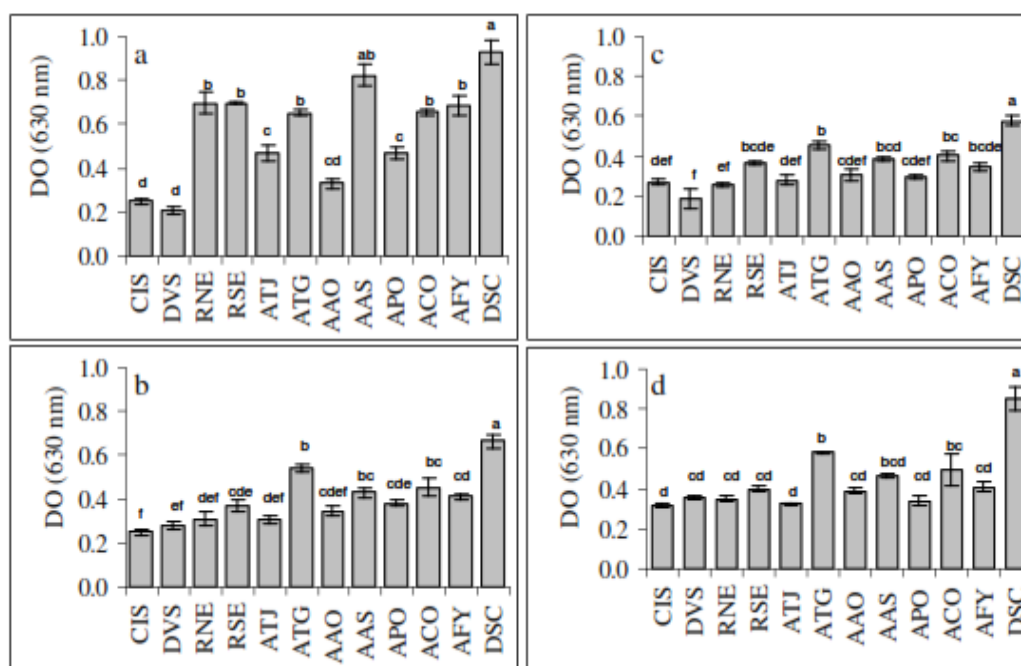 a
DO (630 nm)
1.0
0.8
0.6
0.4
0.2
0.0
d d b b c b cd ab c b b a
CIS DVS RNE RSE ATJ ATG AAO AAS APO ACO AFY DSC
c
DO (630 nm)
1.0
0.8
0.6
0.4
0.2
0.0
def f ef bcde def b cdef bcd cdef bc bcde a
CIS DVS RNE RSE ATJ ATG AAO AAS APO ACO AFY DSC
b
DO (630 nm)
1.0
0.8
0.6
0.4
0.2
0.0
f ef def cde def b cdef bc cde bc cd a
CIS DVS RNE RSE ATJ ATG AAO AAS APO ACO AFY DSC
d
DO (630 nm)
1.0
0.8
0.6
0.4
0.2
0.0
d cd cd cd d b cd bcd cd bc cd a
CIS DVS RNE RSE ATJ ATG AAO AAS APO ACO AFY DSC